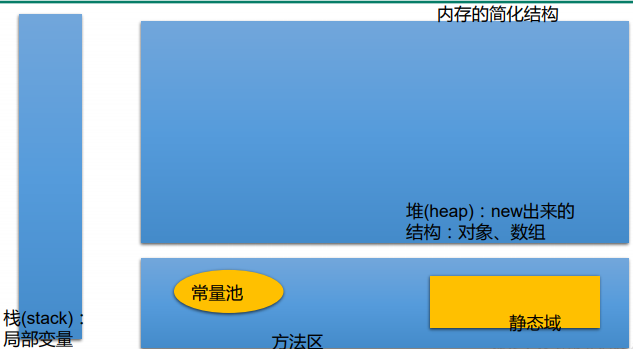 内存的简化结构
堆(heap)：new出来的
结构：对象、数组
常量池
静态域
方法区
栈(stack)：
局部变量